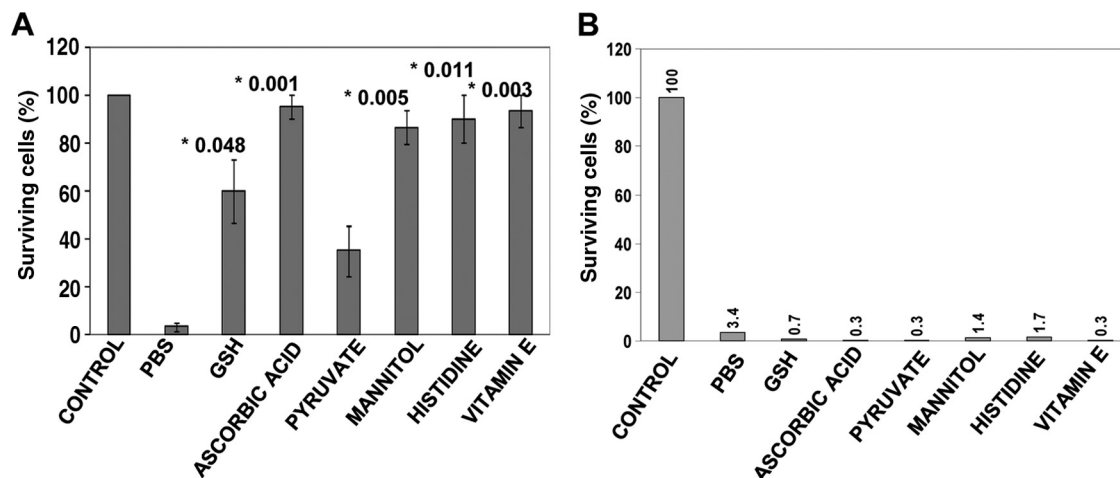 A
Surviving cells (%)
120
100
80
60
40
20
0
* 0.048
* 0.001
* 0.005
* 0.011
* 0.003
CONTROL
PBS
GSH
ASCORBIC ACID
PYRUVATE
MANNITOL
HISTIDINE
VITAMIN E
B
Surviving cells (%)
120
100
80
60
40
20
0
100
3.4
0.7
0.3
0.3
1.4
1.7
0.3
CONTROL
PBS
GSH
ASCORBIC ACID
PYRUVATE
MANNITOL
HISTIDINE
VITAMIN E